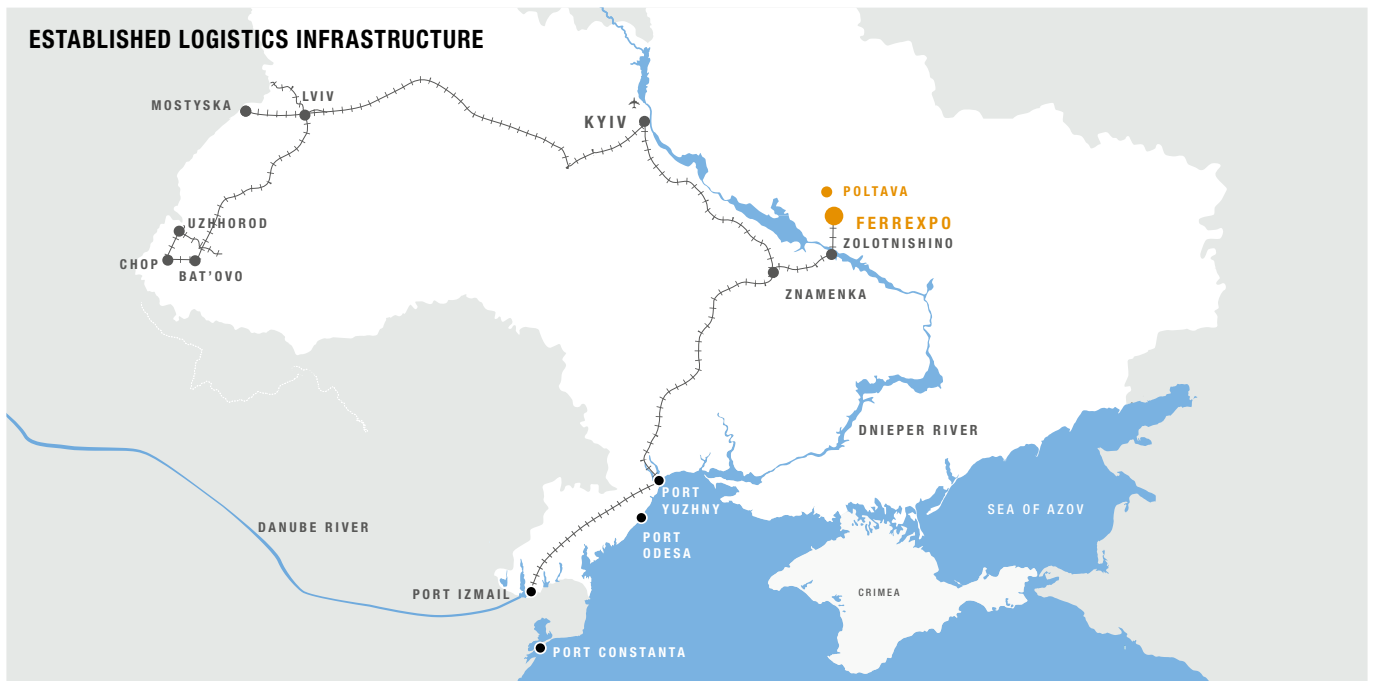 ESTABLISHED LOGISTICS INFRASTRUCTURE
MOSTYSKA
LVIV
KYIV
POLTAVA
FERREXPO
ZOLOTNISHINO
UZHHOROD
CHOP
BAT'OVO
ZNAMENKA
DNIEPER RIVER
PORT
YUZHNY
SEA OF AZOV
DANUBE RIVER
PORT
ODESA
PORT IZMAIL
CRIMEA
PORT CONSTANTA